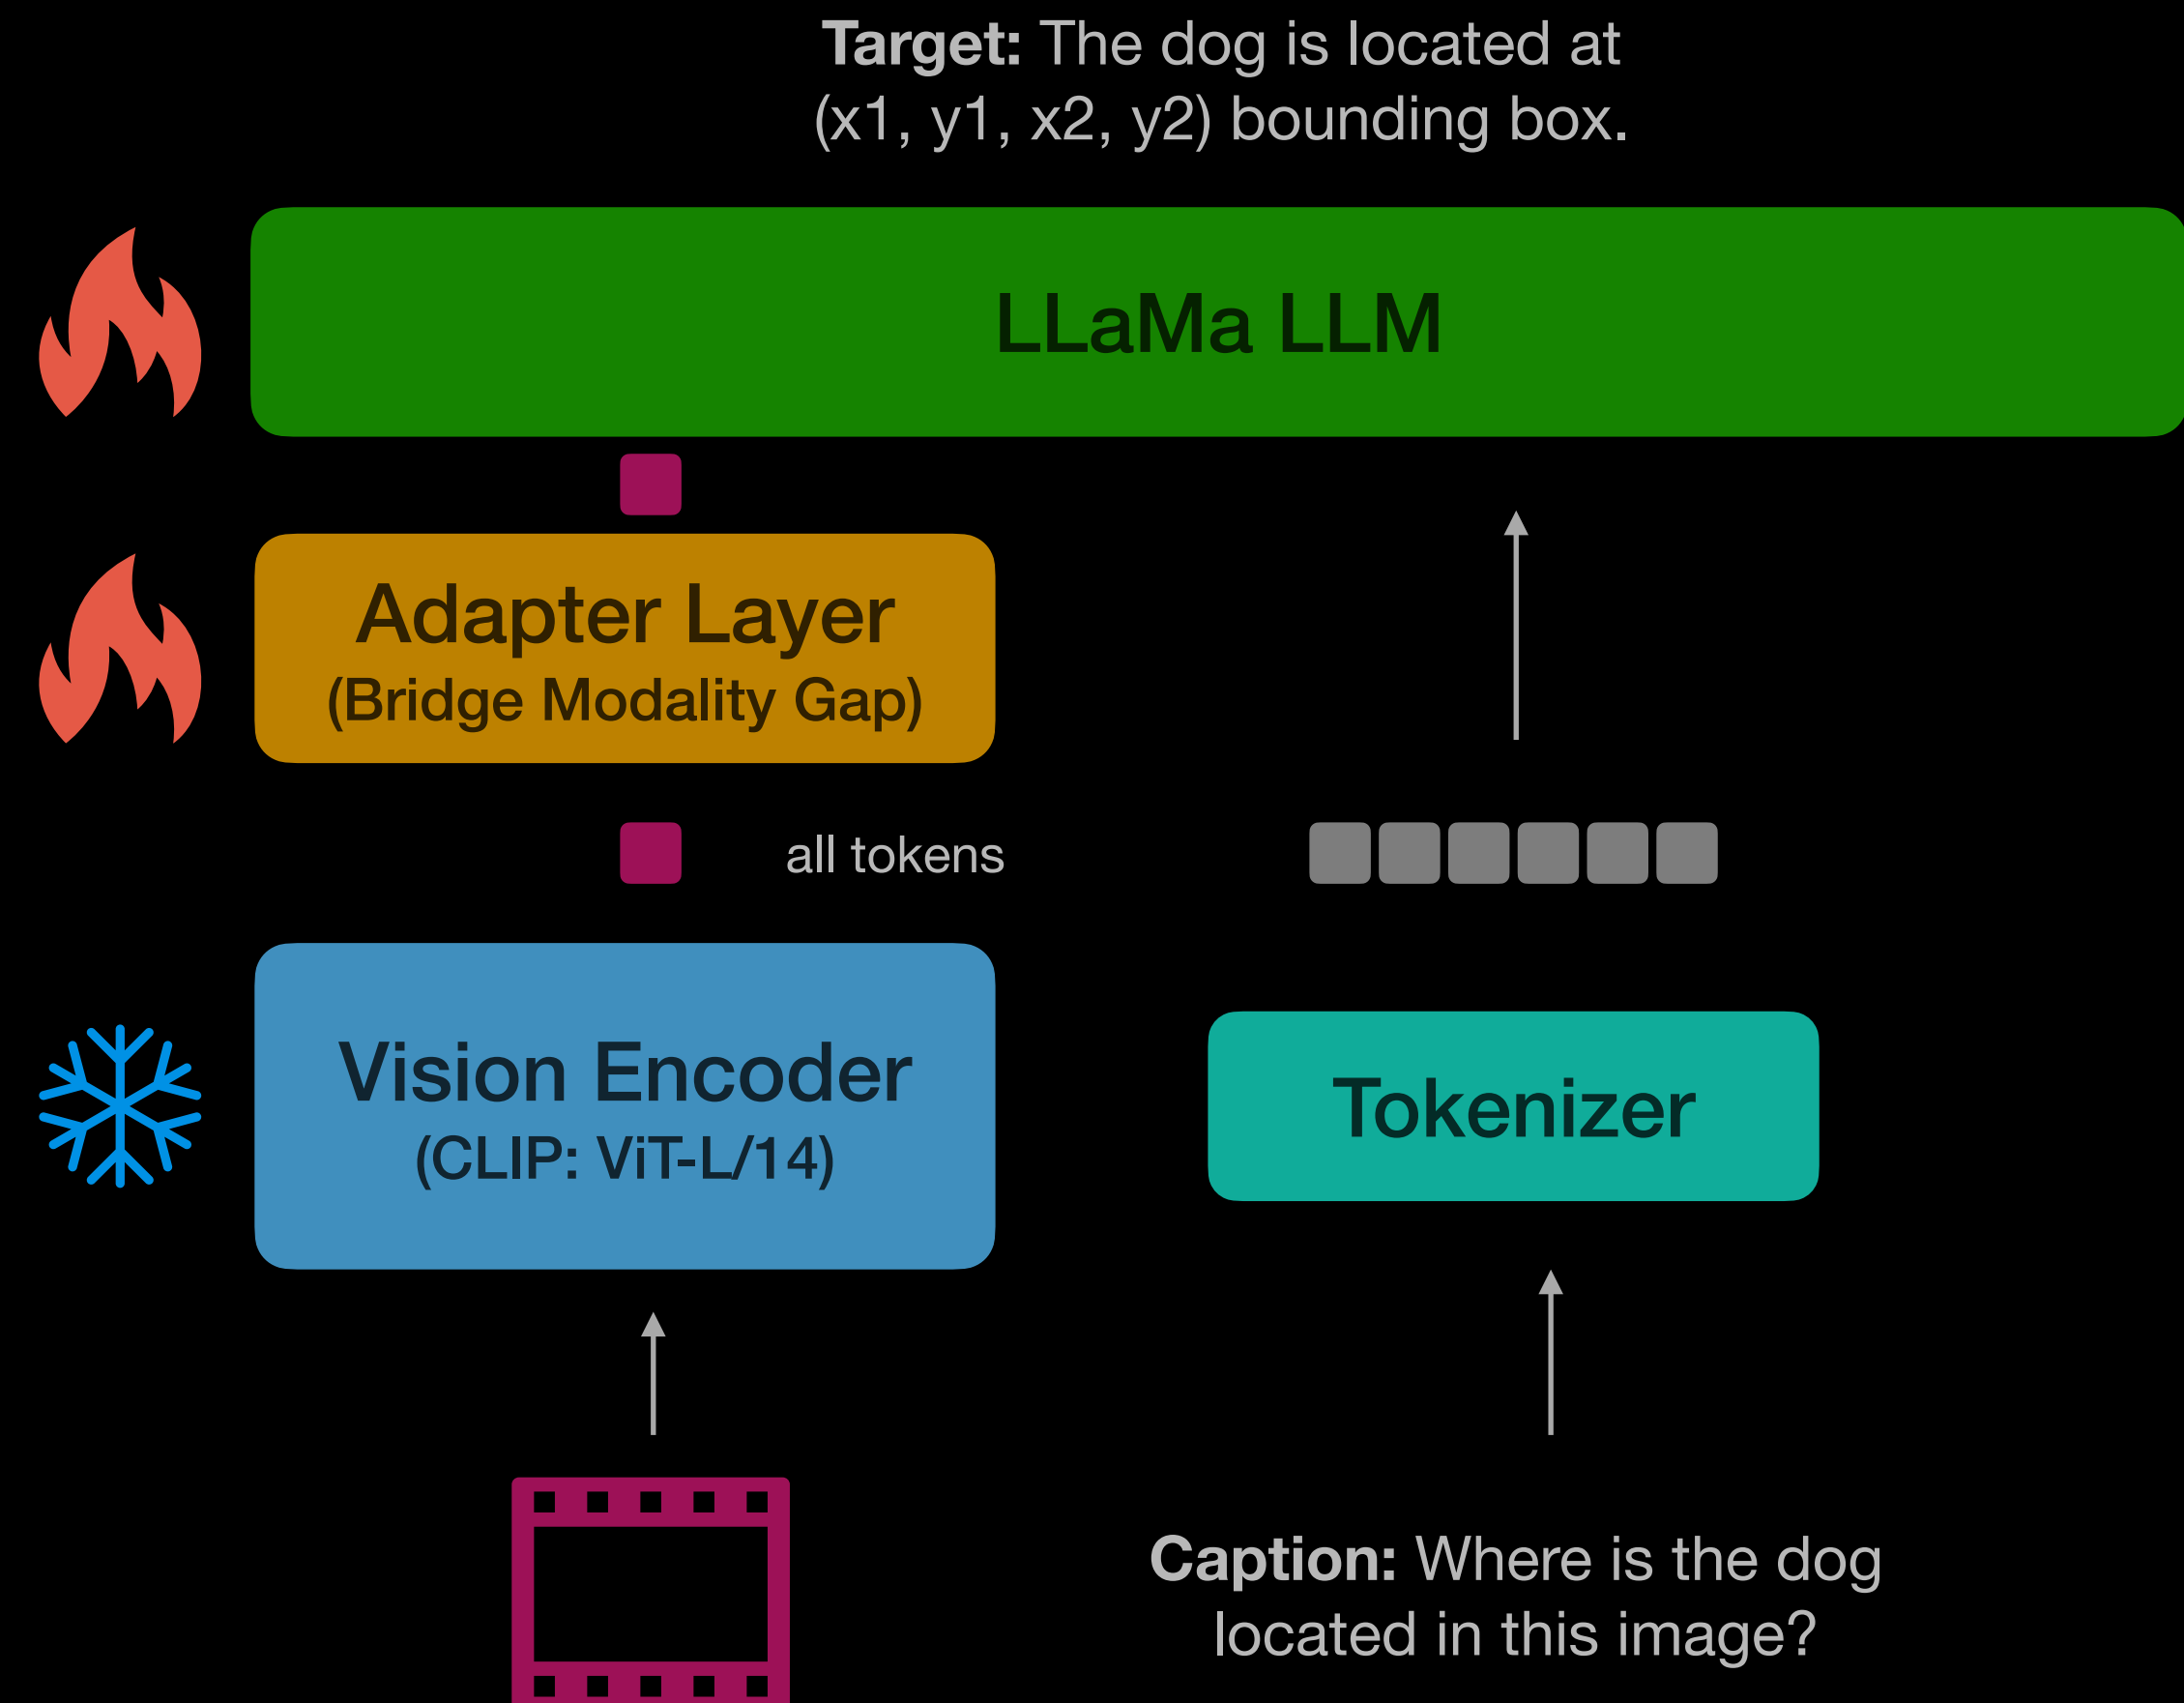 Target: The dog is located at
(x1, y1, x2, y2) bounding box.
LLaMa LLM
Adapter Layer
(Bridge Modality Gap)
all tokens
Vision Encoder
(CLIP: ViT-L/14)
Tokenizer
Caption: Where is the dog
located in this image?